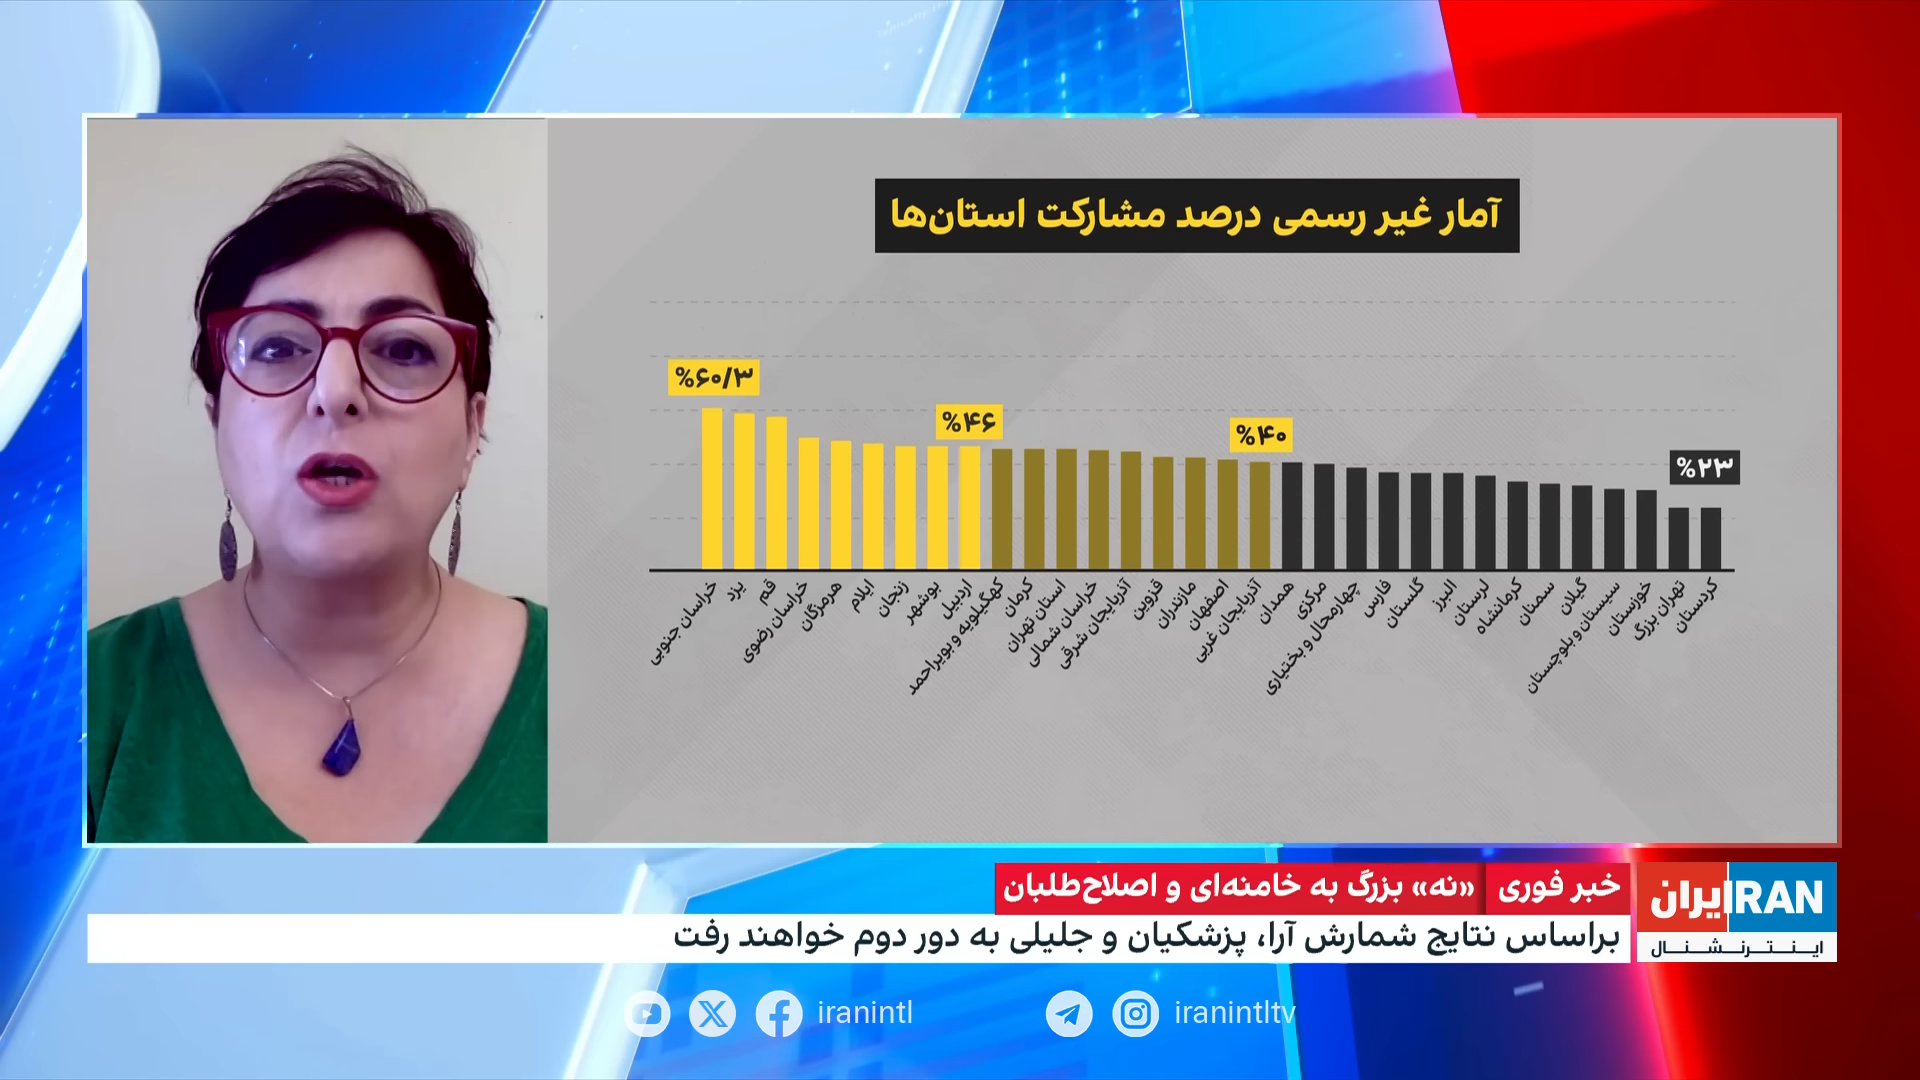 آمار غیر رسمی درصد مشارکت استان‌ها
%۶۰/۳
%۴۶
%۴۰
%۲۳
خراسان جنوبی
یزد
قم
خراسان رضوی
هرمزگان
ایلام
زنجان
بوشهر
اردبیل
کهگیلویه و بویراحمد
کرمان
استان تهران
خراسان شمالی
آذربایجان شرقی
قزوین
مازندران
اصفهان
آذربایجان غربی
همدان
مرکزی
چهارمحال و بختیاری
فارس
گلستان
البرز
لرستان
کرمانشاه
سمنان
گیلان
سیستان و بلوچستان
خوزستان
تهران بزرگ
کردستان
خبر فوری «نه» بزرگ به خامنه‌ای و اصلاح‌طلبان
براساس نتایج شمارش آرا، پزشکیان و جلیلی به دور دوم خواهند رفت
ایران IRAN
اینترنشنال
iranintl iranintltv